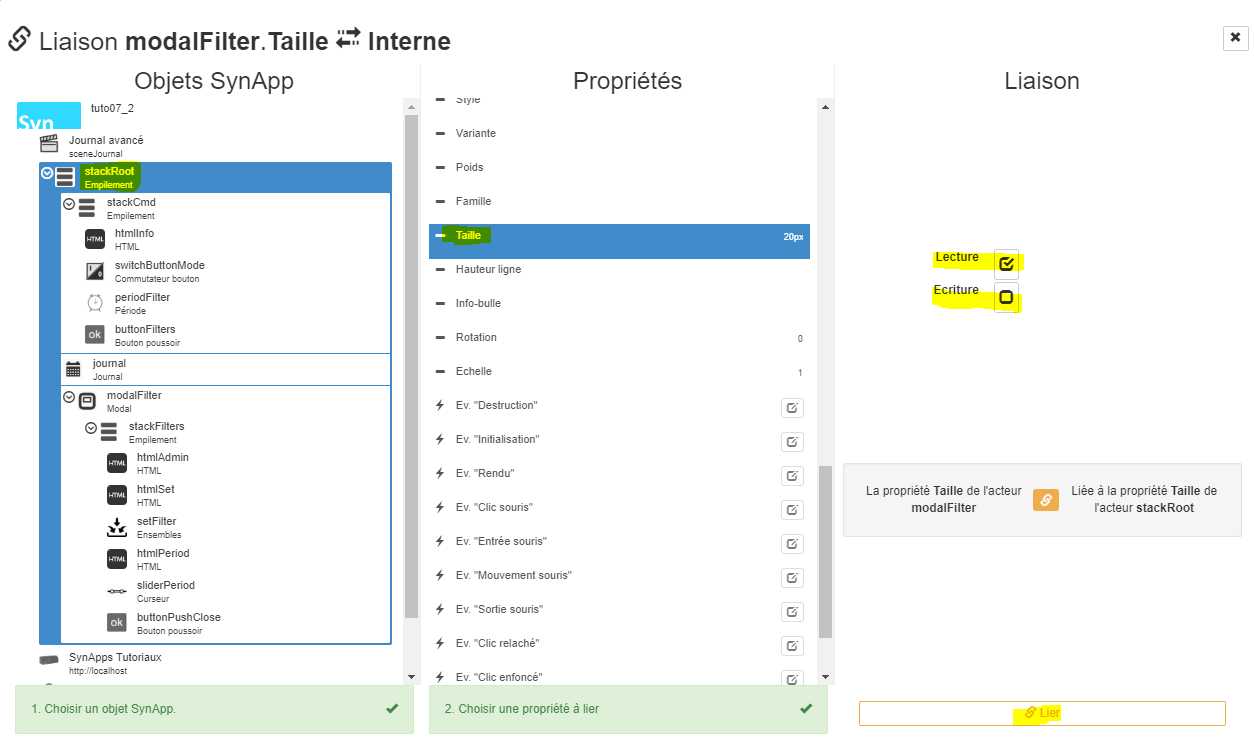 Liaison modalFilter.Taille Interne
Objets SynApp
Syn
tuto07_2
Journal avancé
sceneJournal
stackRoot
Empilement
stackCmd
Empilement
HTML
htmlInfo
HTML
switchButtonMode
Commutateur bouton
periodFilter
Période
ok
buttonFilters
Bouton poussoir
journal
Journal
modalFilter
Modal
stackFilters
Empilement
HTML
htmlAdmin
HTML
HTML
htmlSet
HTML
setFilter
Ensembles
HTML
htmlPeriod
HTML
sliderPeriod
Curseur
ok
buttonPushClose
Bouton poussoir
SynApps Tutoriaux
http://localhost
1. Choisir un objet SynApp.
Propriétés
Style
Variante
Poids
Famille
Taille 20px
Hauteur ligne
Info-bulle
Rotation 0
Echelle 1
Ev. "Destruction"
Ev. "Initialisation"
Ev. "Rendu"
Ev. "Clic souris"
Ev. "Entrée souris"
Ev. "Mouvement souris"
Ev. "Sortie souris"
Ev. "Clic relaché"
Ev. "Clic enfoncé"
2. Choisir une propriété à lier
Liaison
Lecture
Ecriture
La propriété Taille de l'acteur
modalFilter
Liée à la propriété Taille de
l'acteur stackRoot
Lier